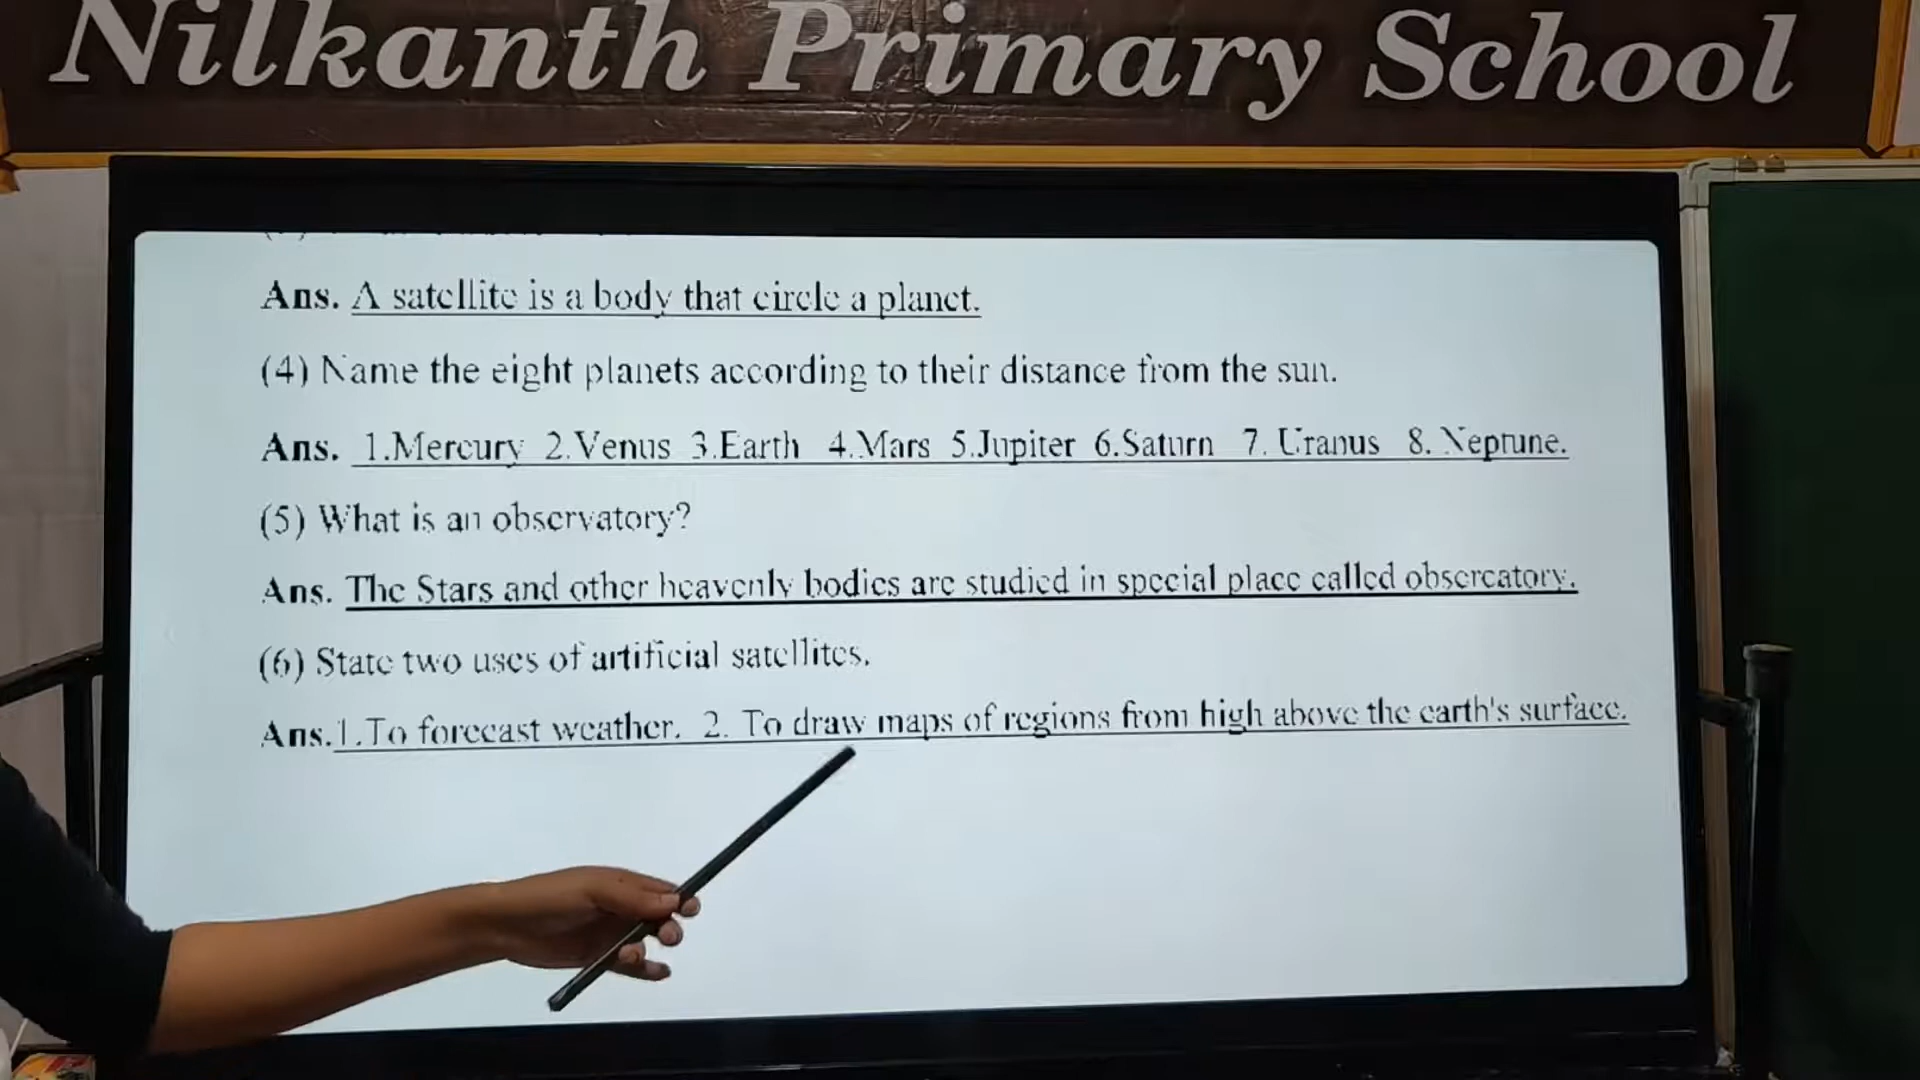 Nilkanth Primary School
Ans. A satellite is a body that circle a planet.
(4) Name the eight planets according to their distance from the sun.
Ans. 1.Mercury 2.Venus 3.Earth 4.Mars 5.Jupiter 6.Saturn 7. Uranus 8. Neptune.
(5) What is an observatory?
Ans. The Stars and other heavenly bodies are studied in special place called obsercatory.
(6) State two uses of artificial satellites.
Ans.1.To forecast weather. 2. To draw maps of regions from high above the earth's surface.